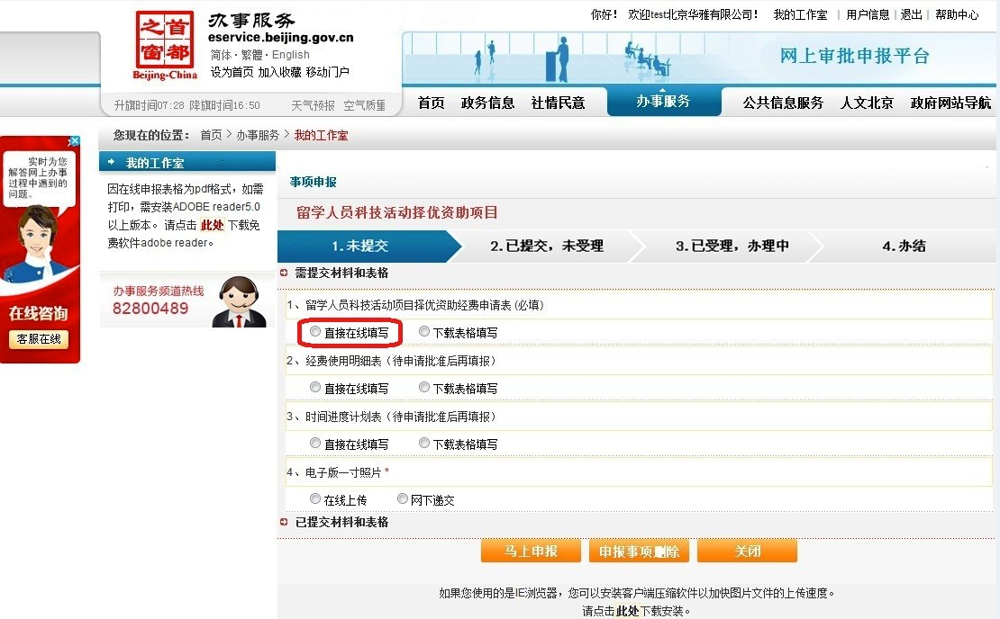 你好！ 欢迎test北京华雅有限公司！ 我的工作室 | 用户信息 | 退出 | 帮助中心
首都之窗
Beijing-China
办事服务
eservice.beijing.gov.cn
简体 · 繁體 · English
设为首页 加入收藏 移动门户
网上审批申报平台
升旗时间07:28 降旗时间16:50 天气预报 空气质量
首页 政务信息 社情民意 办事服务 公共信息服务 人文北京 政府网站导航
您现在的位置： 首页 > 办事服务 > 我的工作室
实时为您
解答网上办事
过程中遇到的
问题。
在线咨询
客服在线
我的工作室
因在线申报表格为pdf格式，如需
打印，需安装ADOBE reader5.0
以上版本。 请点击 此处 下载免
费软件adobe reader。
办事服务频道热线
82800489
事项申报
留学人员科技活动择优资助项目
1.未提交 2.已提交，未受理 3.已受理，办理中 4.办结
需提交材料和表格
1、留学人员科技活动项目择优资助经费申请表 (必填)
直接在线填写 下载表格填写
2、经费使用明细表（待申请批准后再填报）
直接在线填写 下载表格填写
3、时间进度计划表（待申请批准后再填报）
直接在线填写 下载表格填写
4、电子版一寸照片 *
在线上传 网下递交
已提交材料和表格
马上申报 申报事项删除 关闭
如果您使用的是IE浏览器，您可以安装客户端压缩软件以加快图片文件的上传速度。
请点击此处下载安装。